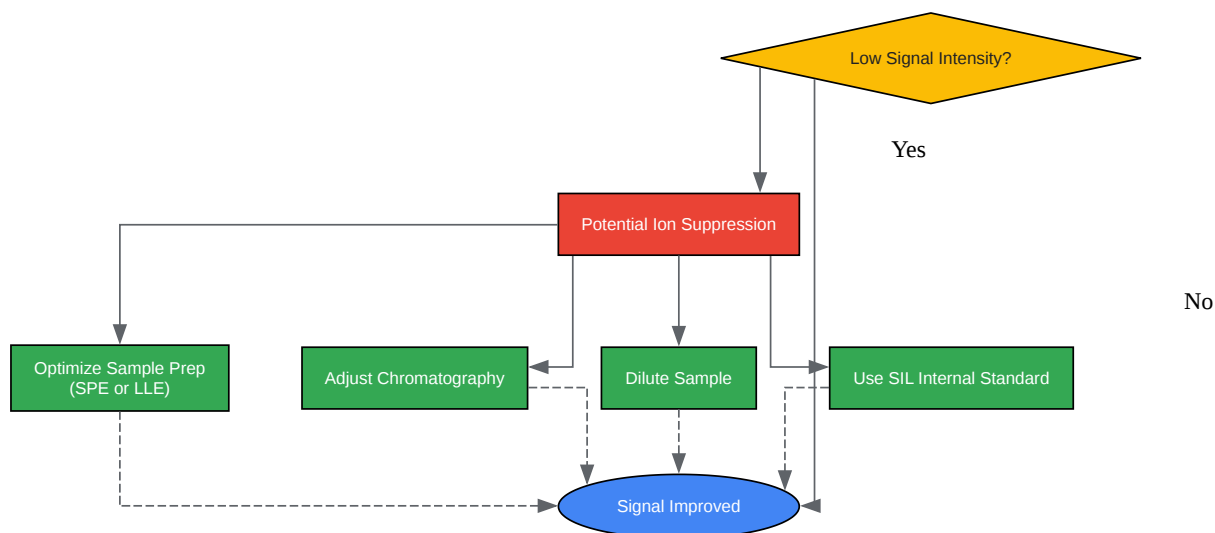 Low Signal Intensity?
Yes
Potential Ion Suppression
No
Optimize Sample Prep
(SPE or LLE)
Adjust Chromatography
Dilute Sample
Use SIL Internal Standard
Signal Improved